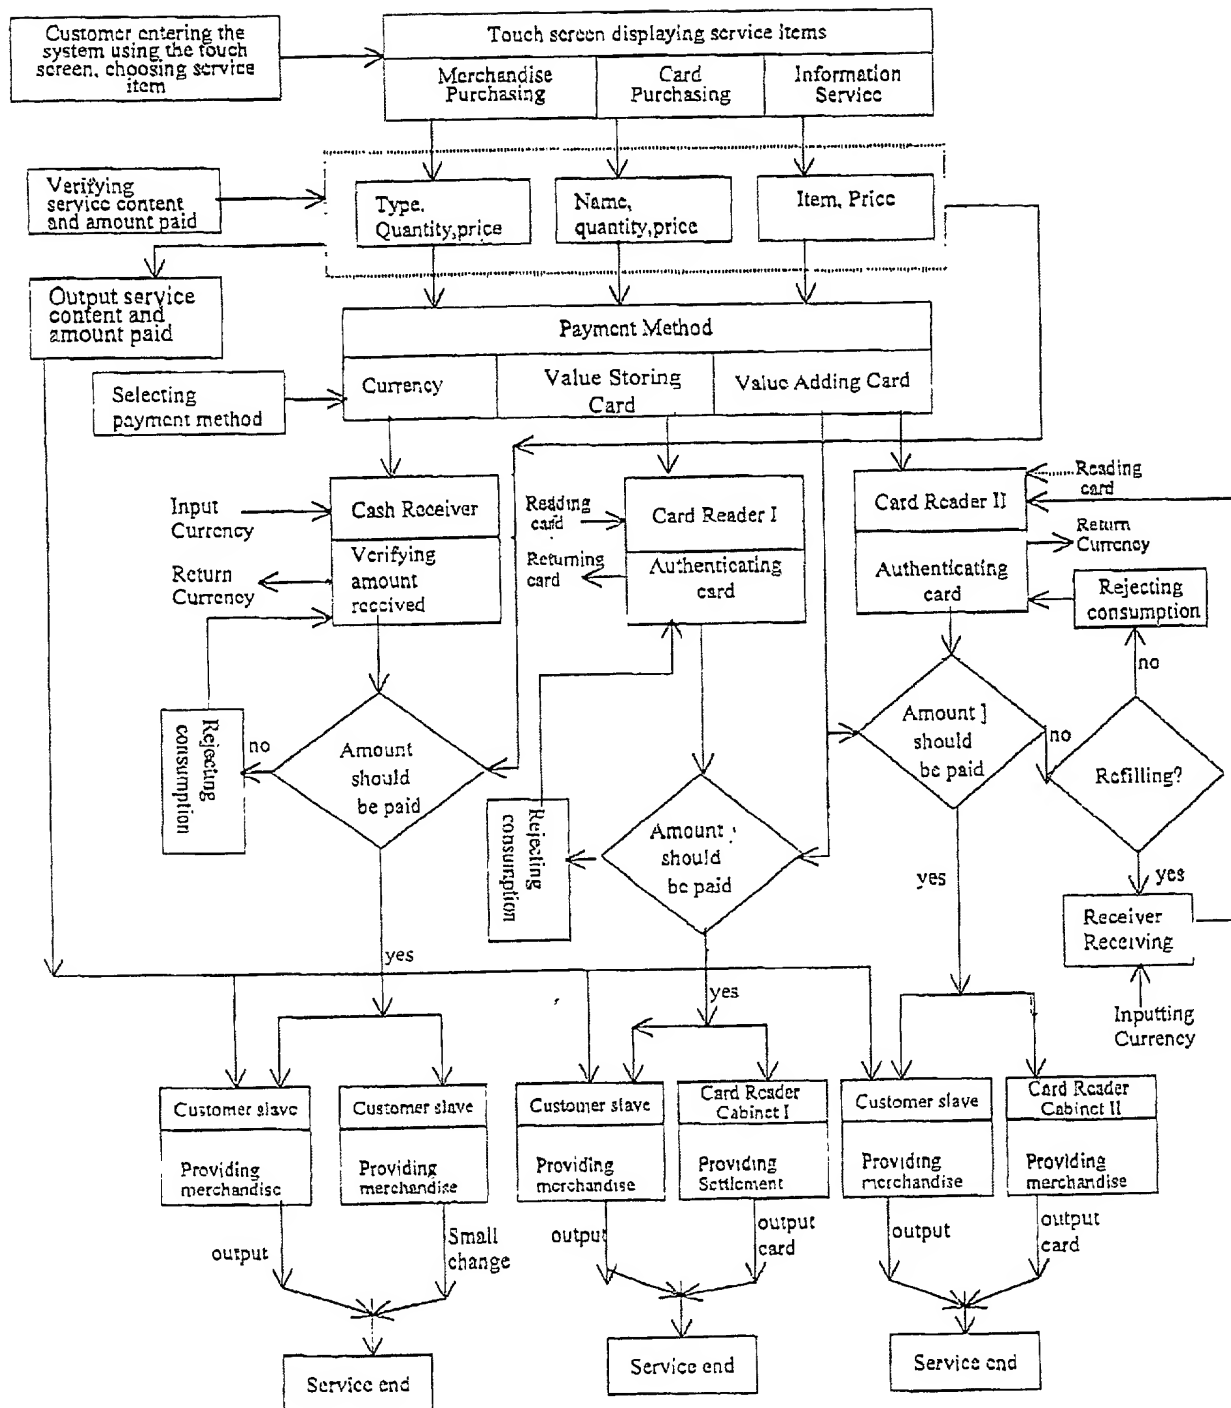 Customer entering the
system using the touch
screen, choosing service
item
Touch screen displaying service items
Merchandise
Purchasing
Card
Purchasing
Information
Service
Verifying
service content
and amount paid
Type,
Quantity,price
Name,
quantity,price
Item, Price
Output service
content and
amount paid
Payment Method
Selecting
payment method
Currency
Value Storing
Card
Value Adding Card
Input
Currency
Cash Receiver
Return
Currency
Verifying
amount
received
Reading
card
Card Reader I
Returning
card
Authenticating
card
Reading
card
Card Reader II
Return
Currency
Authenticating
card
Rejecting
consumption
no
Rejecting
consumption
no
Amount
should
be paid
Rejecting
consumption
Amount
should
be paid
Amount
should
be paid
no
Refilling?
yes
yes
Receiver
Receiving
Inputting
Currency
yes
yes
Customer slave
Providing
merchandise
Customer slave
Providing
merchandise
Customer slave
Providing
merchandise
Card Reader
Cabinet I
Providing
Settlement
Customer slave
Providing
merchandise
Card Reader
Cabinet II
Providing
merchandise
output
Small
change
output
output
card
output
output
card
Service end
Service end
Service end